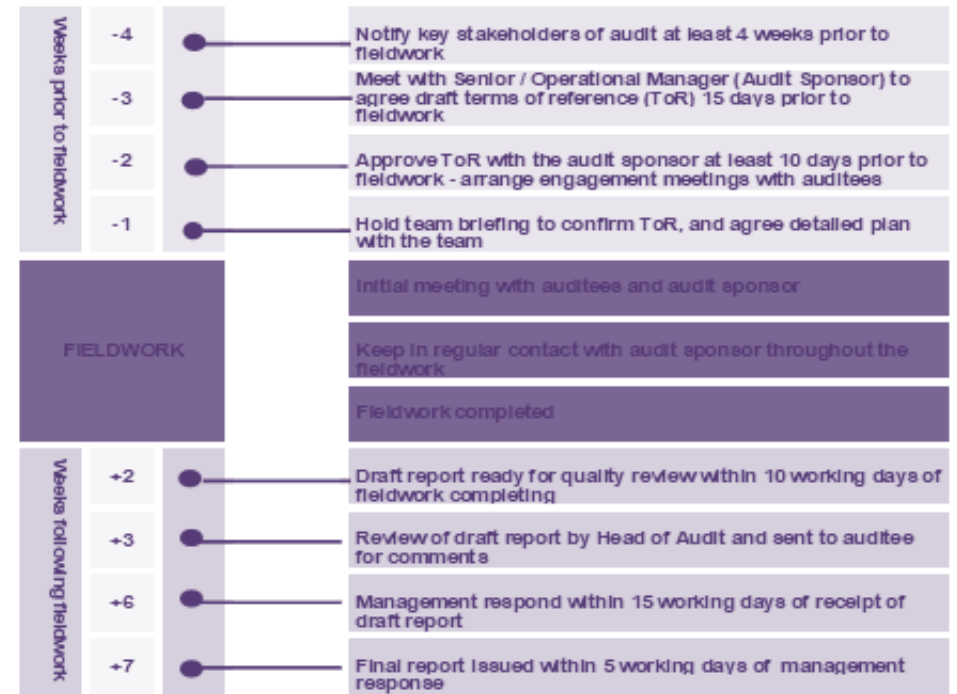 Weeks prior to fieldwork
-4
Notify key stakeholders of audit at least 4 weeks prior to
fieldwork
-3
Meet with Senior / Operational Manager (Audit Sponsor) to
agree draft terms of reference (ToR) 15 days prior to
fieldwork
-2
Approve ToR with the audit sponsor at least 10 days prior to
fieldwork - arrange engagement meetings with auditees
-1
Hold team briefing to confirm ToR, and agree detailed plan
with the team
FIELDWORK
Initial meeting with auditees and audit sponsor
Keep in regular contact with audit sponsor throughout the
fieldwork
Fieldwork completed
Weeks following fieldwork
+2
Draft report ready for quality review within 10 working days of
fieldwork completing
+3
Review of draft report by Head of Audit and sent to auditee
for comments
+6
Management respond within 15 working days of receipt of
draft report
+7
Final report issued within 5 working days of management
response